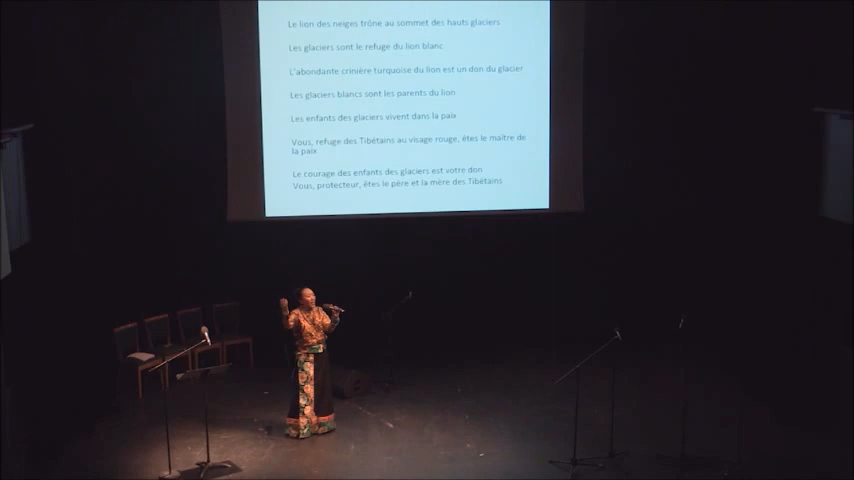 Le lion des neiges trône au sommet des hauts glaciers
Les glaciers sont le refuge du lion blanc
L'abondante crinière turquoise du lion est un don du glacier
Les glaciers blancs sont les parents du lion
Les enfants des glaciers vivent dans la paix
Vous, refuge des Tibétains au visage rouge, êtes le maître de
la paix
Le courage des enfants des glaciers est votre don
Vous, protecteur, êtes le père et la mère des Tibétains